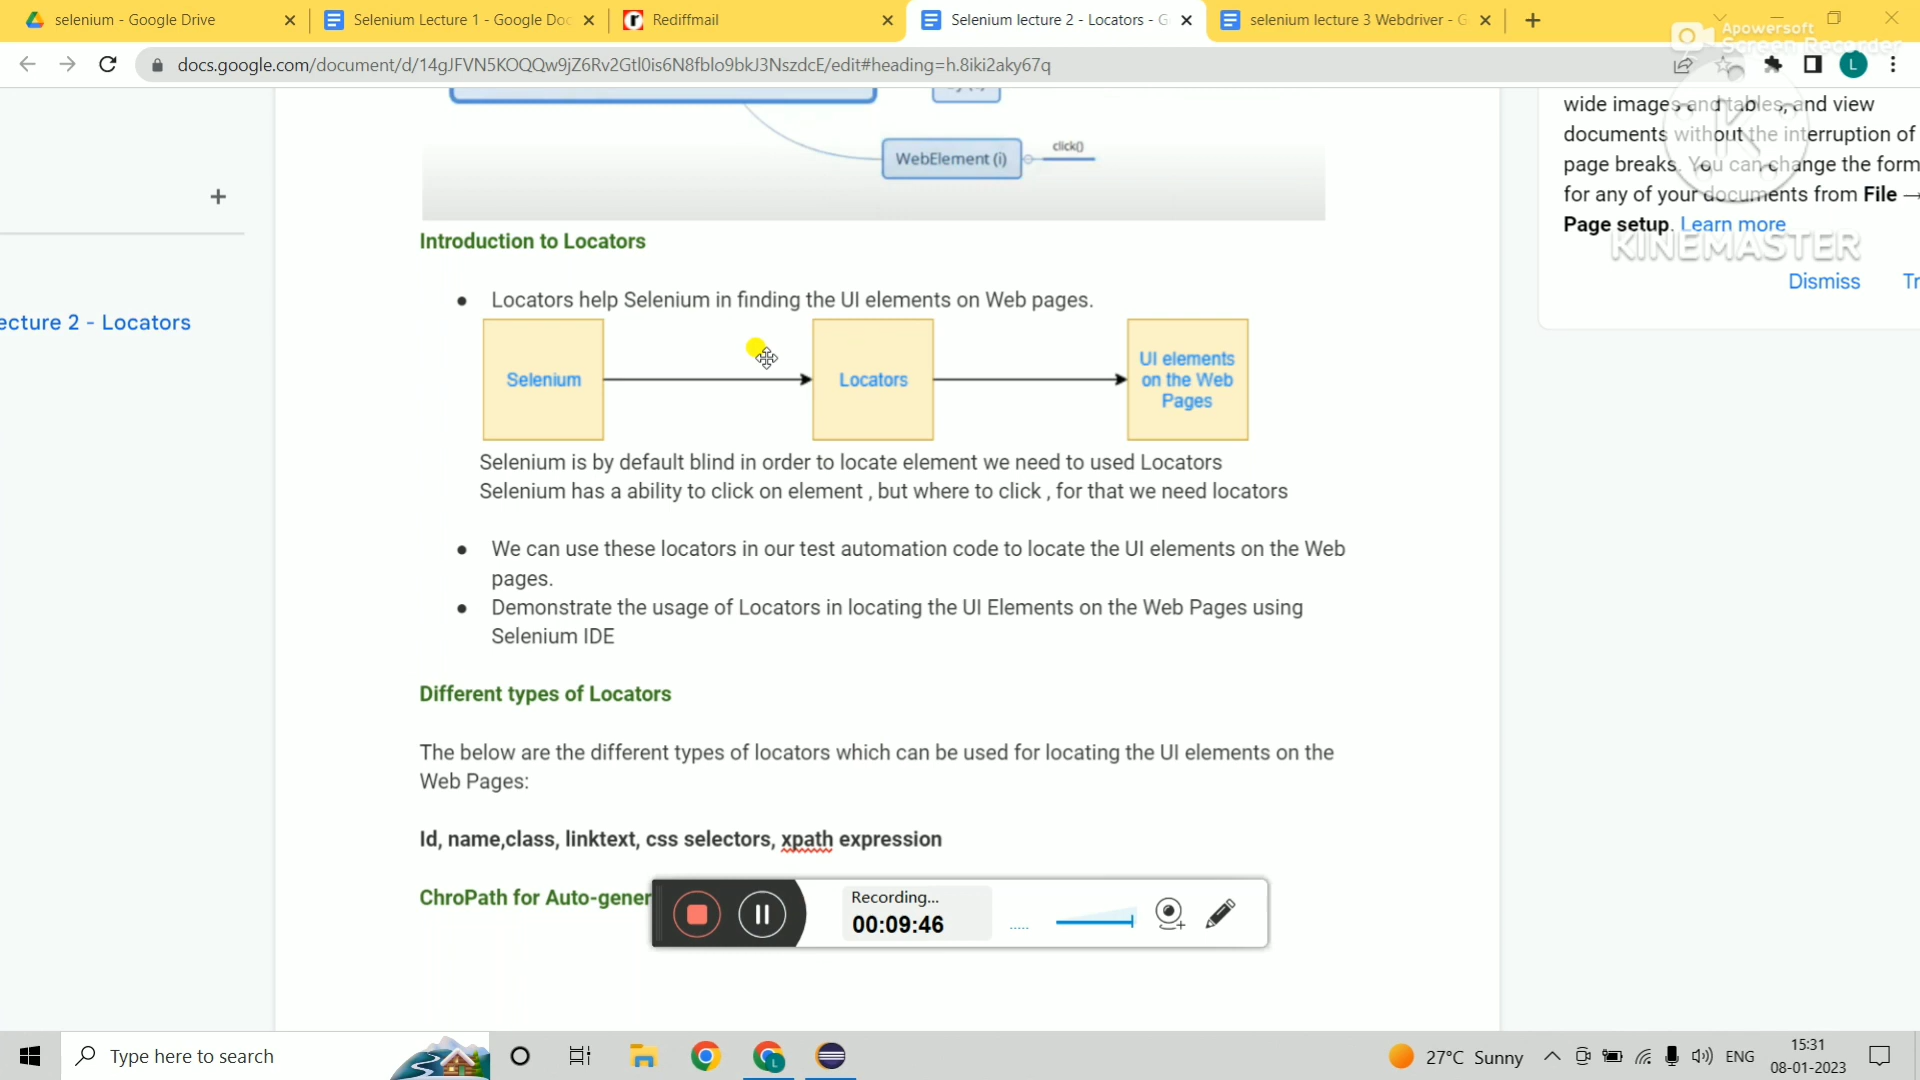 selenium - Google Drive
Selenium Lecture 1 - Google Doc
Rediffmail
Selenium lecture 2 - Locators - G
selenium lecture 3 Webdriver - G
Apowersoft
Screen Recorder
docs.google.com/document/d/14gJFVN5KOQQw9jZ6Rv2Gtl0is6N8fblo9bkJ3NszdcE/edit#heading=h.8iki2aky67q
L
wide images and tables, and view
documents without the interruption of
page breaks. You can change the form
for any of your documents from File →
Page setup. Learn more
KINEMASTER
Dismiss
Tr
WebElement (i)
click()
ecture 2 - Locators
Introduction to Locators
● Locators help Selenium in finding the UI elements on Web pages.
Selenium
Locators
UI elements
on the Web
Pages
Selenium is by default blind in order to locate element we need to used Locators
Selenium has a ability to click on element , but where to click , for that we need locators
● We can use these locators in our test automation code to locate the UI elements on the Web
pages.
● Demonstrate the usage of Locators in locating the UI Elements on the Web Pages using
Selenium IDE
Different types of Locators
The below are the different types of locators which can be used for locating the UI elements on the
Web Pages:
Id, name,class, linktext, css selectors, xpath expression
ChroPath for Auto-gener
Recording...
00:09:46
Type here to search
27°C Sunny
ENG
15:31
08-01-2023